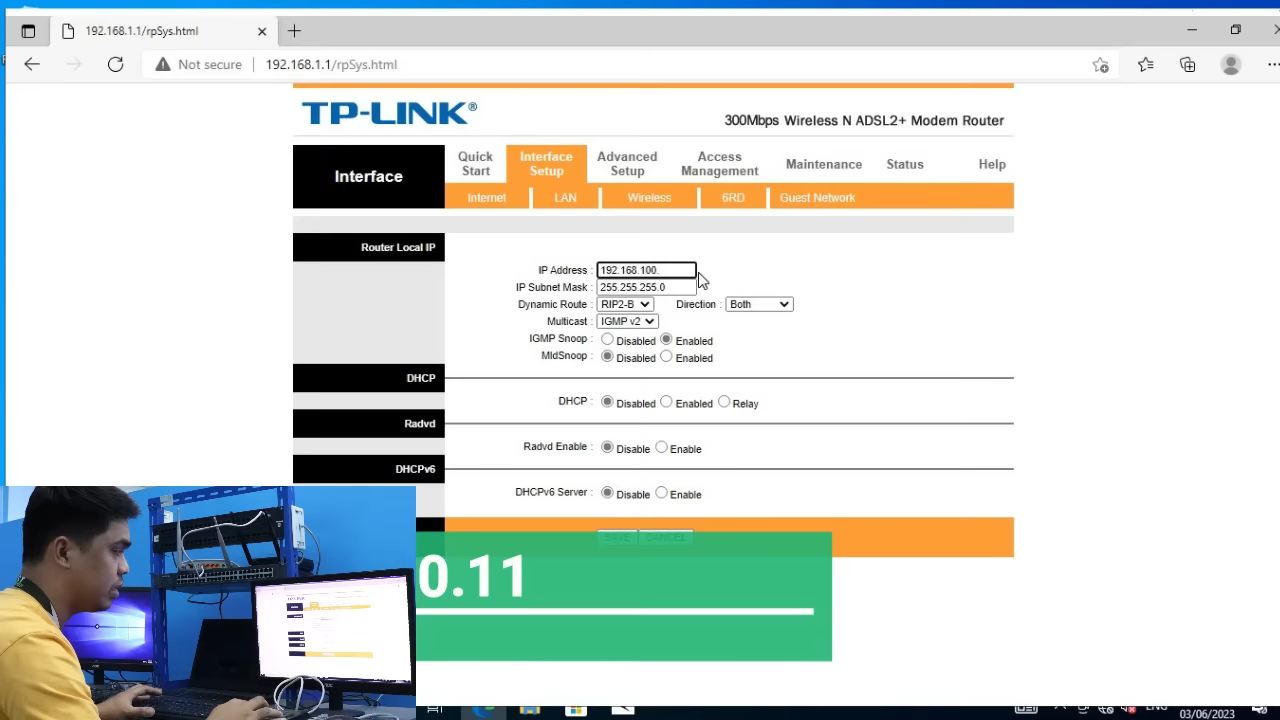 192.168.1.1/rpSys.html
Not secure 192.168.1.1/rpSys.html
TP-LINK®
300Mbps Wireless N ADSL2+ Modem Router
Interface
Quick Start
Interface Setup
Advanced Setup
Access Management
Maintenance
Status
Help
Internet
LAN
Wireless
6RD
Guest Network
Router Local IP
IP Address : 192.168.100.
IP Subnet Mask : 255.255.255.0
Dynamic Route : RIP2-B Direction : Both
Multicast : IGMP v2
IGMP Snoop : Disabled Enabled
MldSnoop : Disabled Enabled
DHCP
DHCP : Disabled Enabled Relay
Radvd
Radvd Enable : Disable Enable
DHCPv6
DHCPv6 Server : Disable Enable
SAVE CANCEL
0.11
ENG
03/06/2023